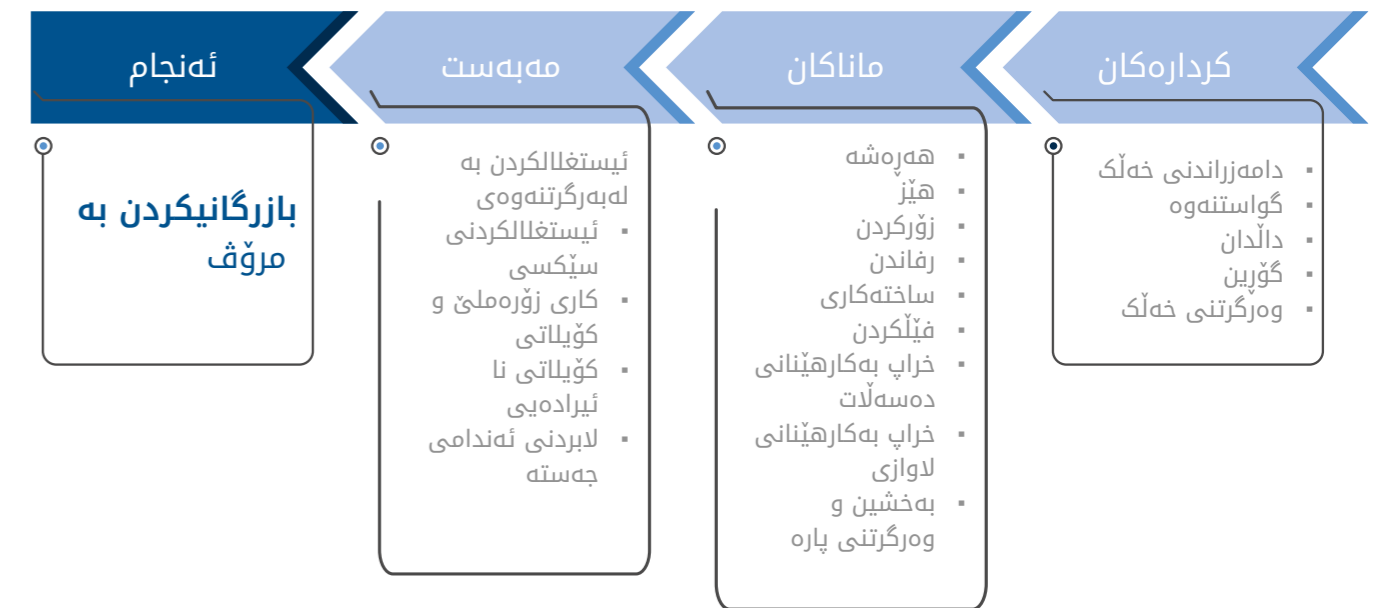 کردارەکان
دامەزراندنی خەڵک
گواستنەوە
داڵدان
گۆڕین
وەرگرتنی خەڵک
ماناکان
هەڕەشە
هێز
زۆرکردن
رفاندن
ساختەکاری
فێڵکردن
خراپ بەکارهێنانی
دەسەڵات
خراپ بەکارهێنانی
لاوازی
بەخشین و
وەرگرتنی پارە
مەبەست
ئیستغلالکردن بە
لەبەرگرتنەوەی
ئیستغلالکردنی
سێکسی
کاری زۆرەملێ و
کۆیلاتی
کۆیلاتی نا
ئیرادەیی
لابردنی ئەندامی
جەستە
ئەنجام
بازرگانیکردن بە
مرۆڤ